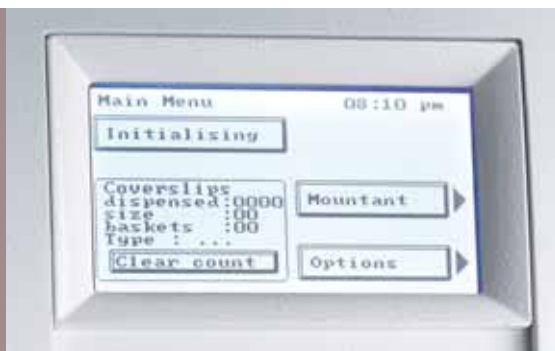 Main Menu 08:10 pm
Initialising
Coverslips
dispensed:0000
size :00
baskets :00
Type : ...
Clear count
Mountant
Options